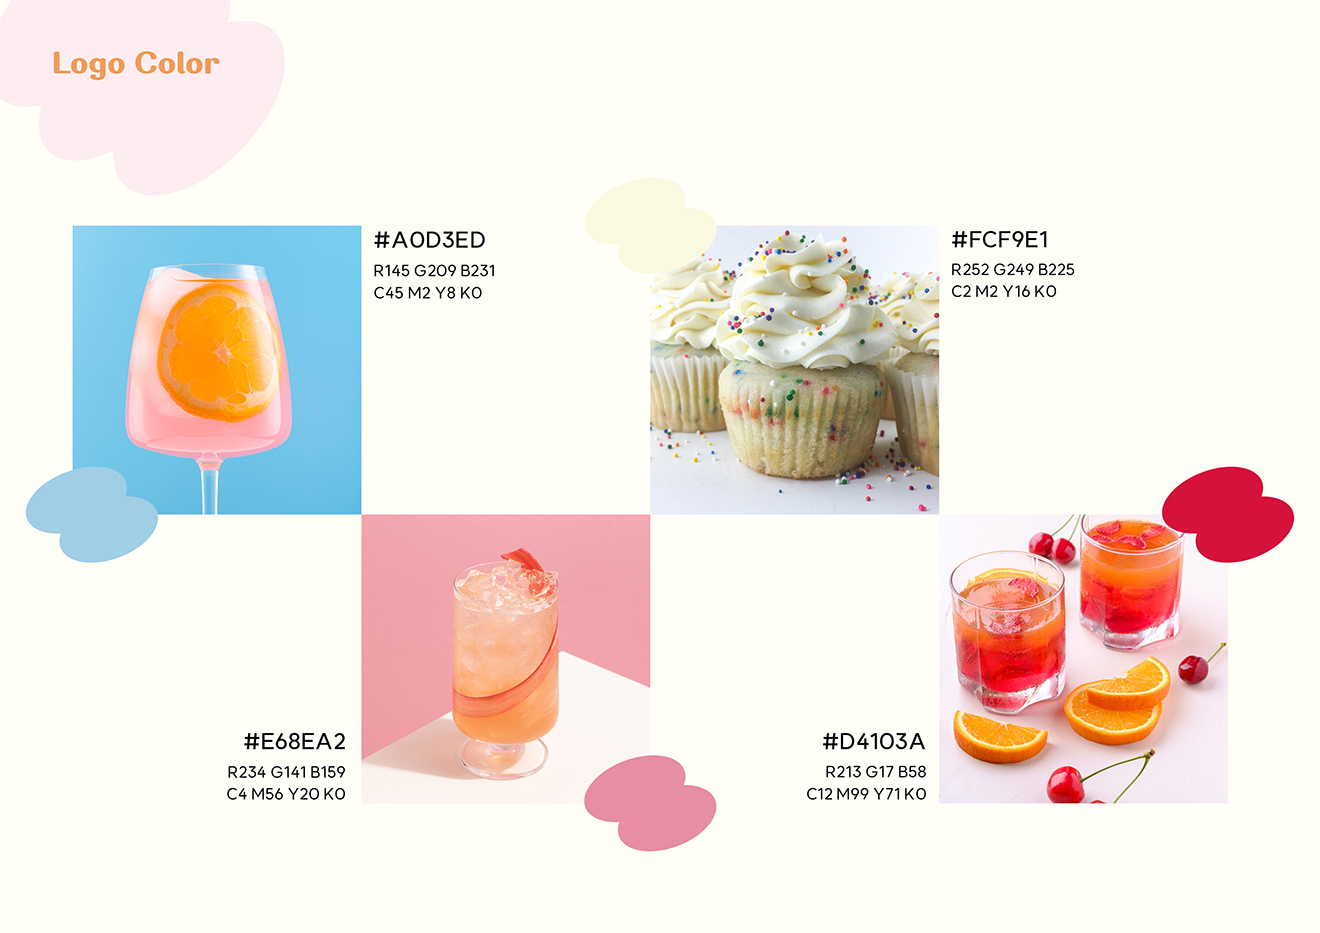 Logo Color
#A0D3ED
R145 G209 B231
C45 M2 Y8 K0
#FCF9E1
R252 G249 B225
C2 M2 Y16 K0
#E68EA2
R234 G141 B159
C4 M56 Y20 K0
#D4103A
R213 G17 B58
C12 M99 Y71 K0